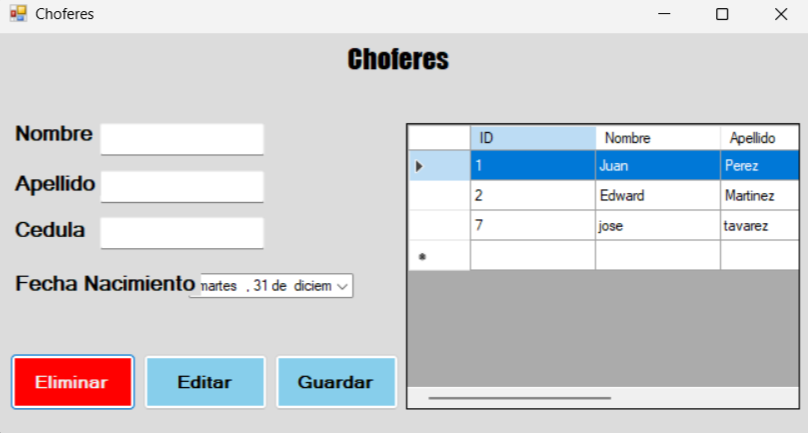 Choferes
Choferes
Nombre
Apellido
Cedula
Fecha Nacimiento martes , 31 de diciem
Eliminar Editar Guardar
ID Nombre Apellido
1 Juan Perez
2 Edward Martinez
7 jose tavarez